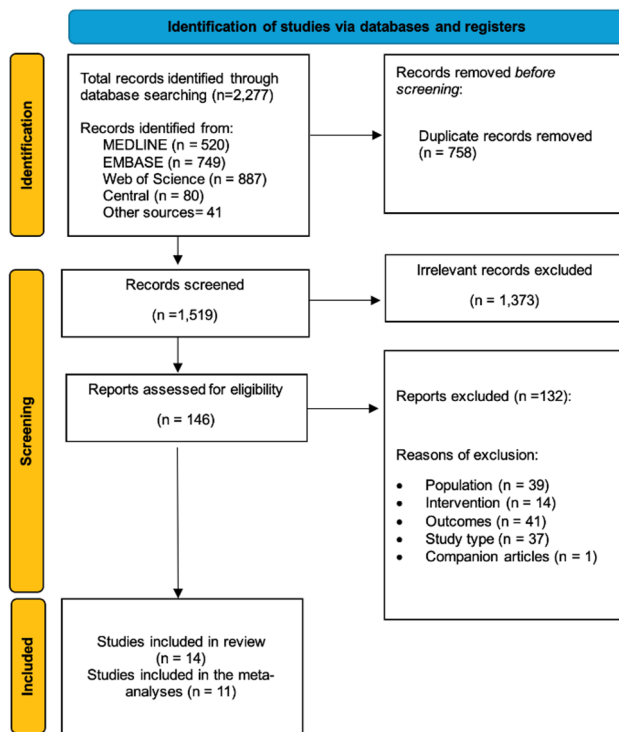 Identification of studies via databases and registers
Identification
Total records identified through
database searching (n=2,277)
Records identified from:
MEDLINE (n = 520)
EMBASE (n = 749)
Web of Science (n = 887)
Central (n = 80)
Other sources= 41
Records removed before
screening:
Duplicate records removed
(n = 758)
Screening
Records screened
(n =1,519)
Irrelevant records excluded
(n = 1,373)
Reports assessed for eligibility
(n = 146)
Reports excluded (n =132):
Reasons of exclusion:
• Population (n = 39)
• Intervention (n = 14)
• Outcomes (n = 41)
• Study type (n = 37)
• Companion articles (n = 1)
Included
Studies included in review
(n = 14)
Studies included in the meta-
analyses (n = 11)